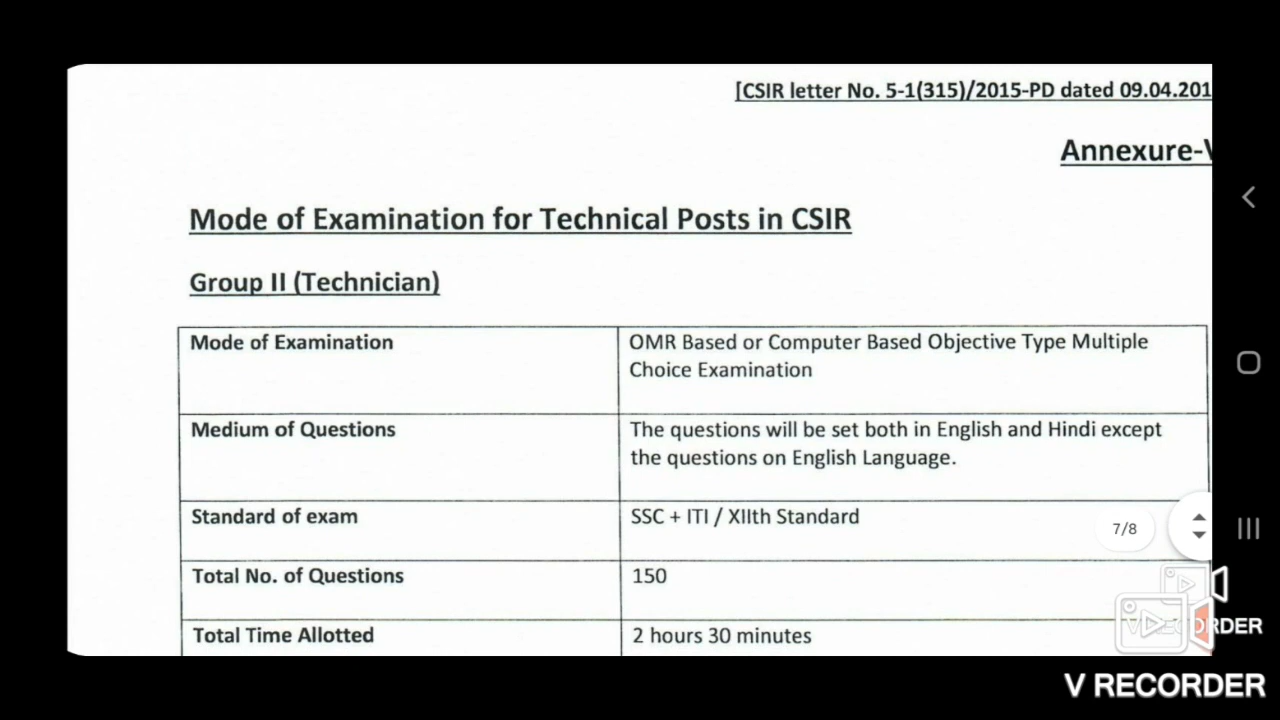 [CSIR letter No. 5-1(315)/2015-PD dated 09.04.201
Annexure-V
Mode of Examination for Technical Posts in CSIR
Group II (Technician)
Mode of Examination
OMR Based or Computer Based Objective Type Multiple
Choice Examination
Medium of Questions
The questions will be set both in English and Hindi except
the questions on English Language.
Standard of exam
SSC + ITI / XIIth Standard
7/8
Total No. of Questions
150
Total Time Allotted
2 hours 30 minutes
V RECORDER
V RECORDER